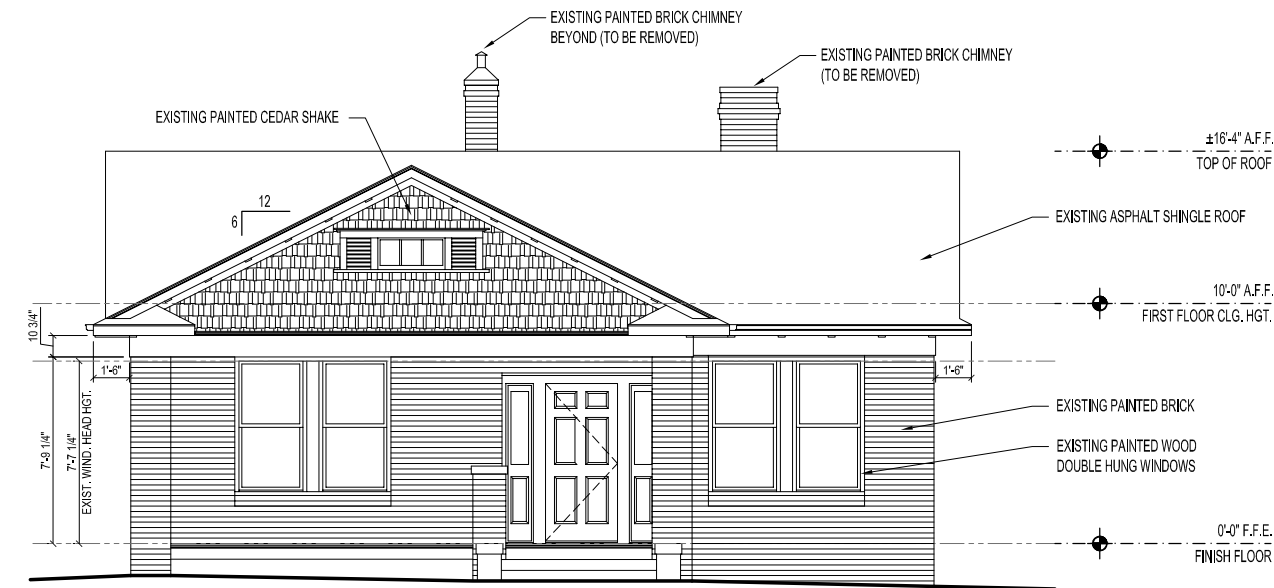 EXISTING PAINTED BRICK CHIMNEY
BEYOND (TO BE REMOVED)
EXISTING PAINTED BRICK CHIMNEY
(TO BE REMOVED)
EXISTING PAINTED CEDAR SHAKE
±16'-4" A.F.F.
TOP OF ROOF
12
6
EXISTING ASPHALT SHINGLE ROOF
10'-0" A.F.F.
FIRST FLOOR CLG. HGT.
10 3/4"
1'-6"
1'-6"
7'-9 1/4"
7'-7 1/4"
EXIST. WIND. HEAD HGT.
EXISTING PAINTED BRICK
EXISTING PAINTED WOOD
DOUBLE HUNG WINDOWS
0'-0" F.F.E.
FINISH FLOOR